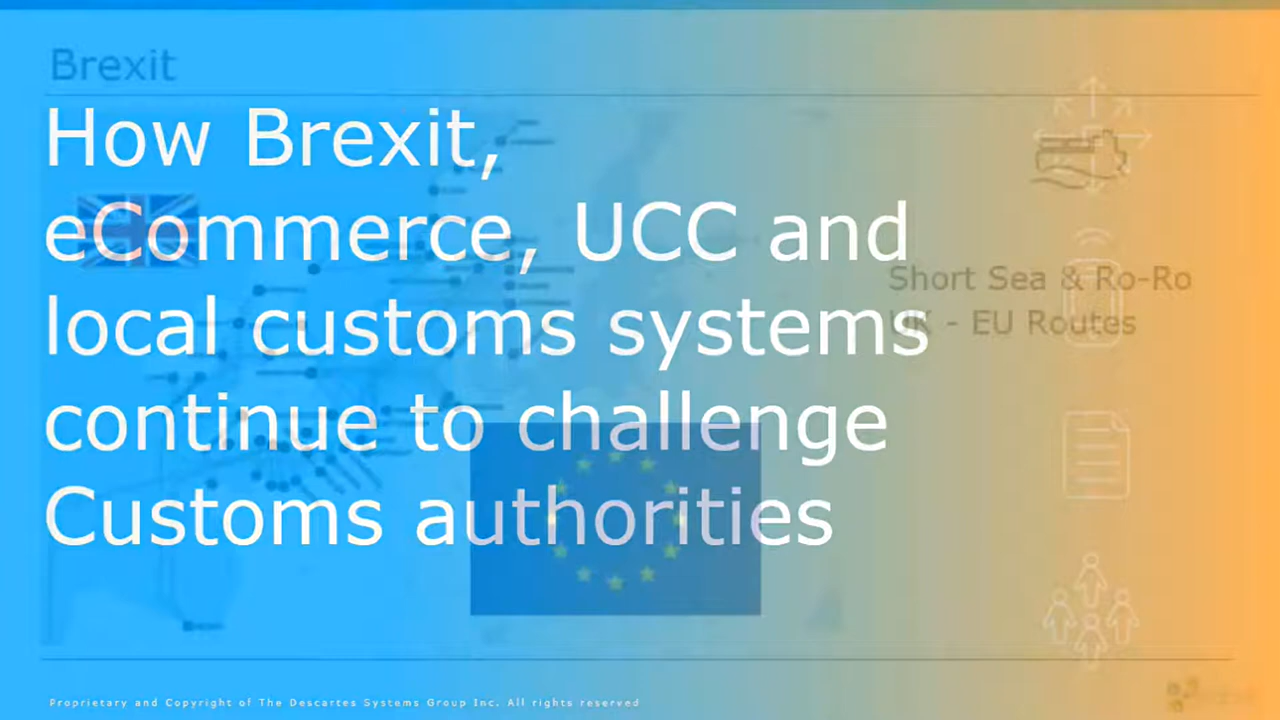 Brexit
How Brexit,
eCommerce, UCC and
local customs systems
continue to challenge
Customs authorities
Short Sea & Ro-Ro
UK - EU Routes
Proprietary and Copyright of The Descartes Systems Group Inc. All rights reserved